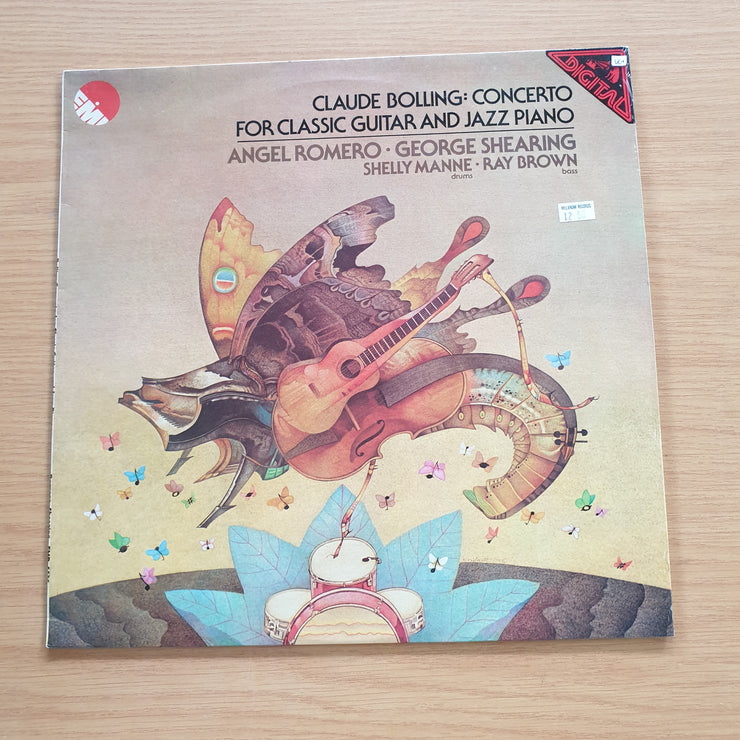 EMI
DIGITAL
CLAUDE BOLLING: CONCERTO
FOR CLASSIC GUITAR AND JAZZ PIANO
ANGEL ROMERO · GEORGE SHEARING
SHELLY MANNE · RAY BROWN
drums bass